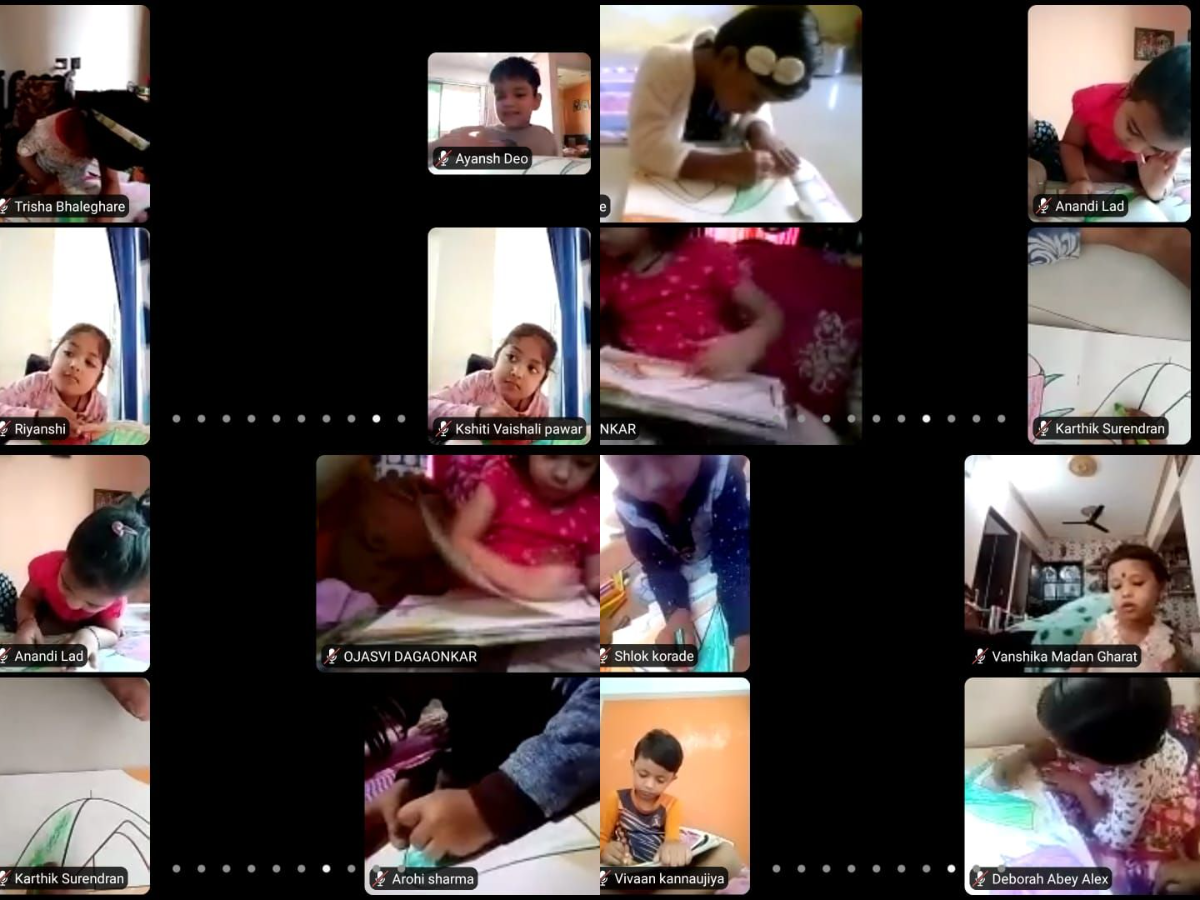 Ayansh Deo
Trisha Bhaleghare
e
Anandi Lad
Riyanshi
Kshiti Vaishali pawar
NKAR
Karthik Surendran
Anandi Lad
OJASVI DAGAONKAR
Shlok korade
Vanshika Madan Gharat
Karthik Surendran
Arohi sharma
Vivaan kannaujiya
Deborah Abey Alex